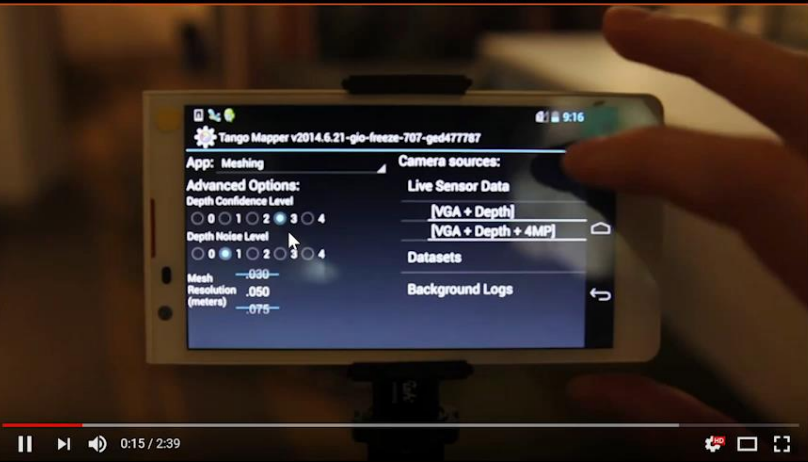 9:16
Tango Mapper v2014.6.21-gio-freeze-707-ged477787
App: Meshing
Camera sources:
Advanced Options:
Live Sensor Data
Depth Confidence Level
0 1 2 3 4
[VGA + Depth]
[VGA + Depth + 4MP]
Depth Noise Level
0 1 2 3 4
Datasets
Mesh
Resolution
(meters)
.030
.050
.075
Background Logs
0:15 / 2:39
HD